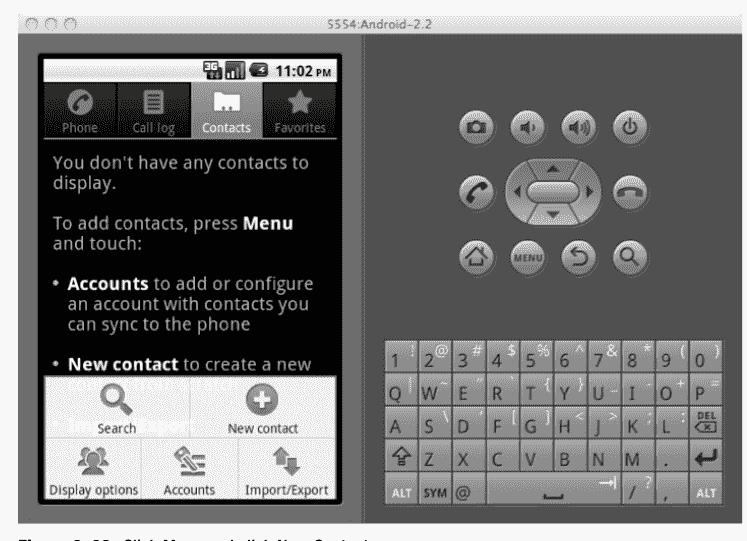 5554:Android-2.2
3G 11:02 PM
Phone Call log Contacts Favorites
You don't have any contacts to
display.
To add contacts, press Menu
and touch:
• Accounts to add or configure
an account with contacts you
can sync to the phone
• New contact to create a new
Search New contact
Display options Accounts Import/Export
MENU
1 ! 2 @ 3 # 4 $ 5 % 6 ^ 7 & 8 * 9 ( 0 )
Q | W ~ E " R ` T { Y } U _ I - O + P =
A S \ D ' F [ G ] H < J > K ; L : DEL
Z X C V B N M .
ALT SYM @ / ? , ALT